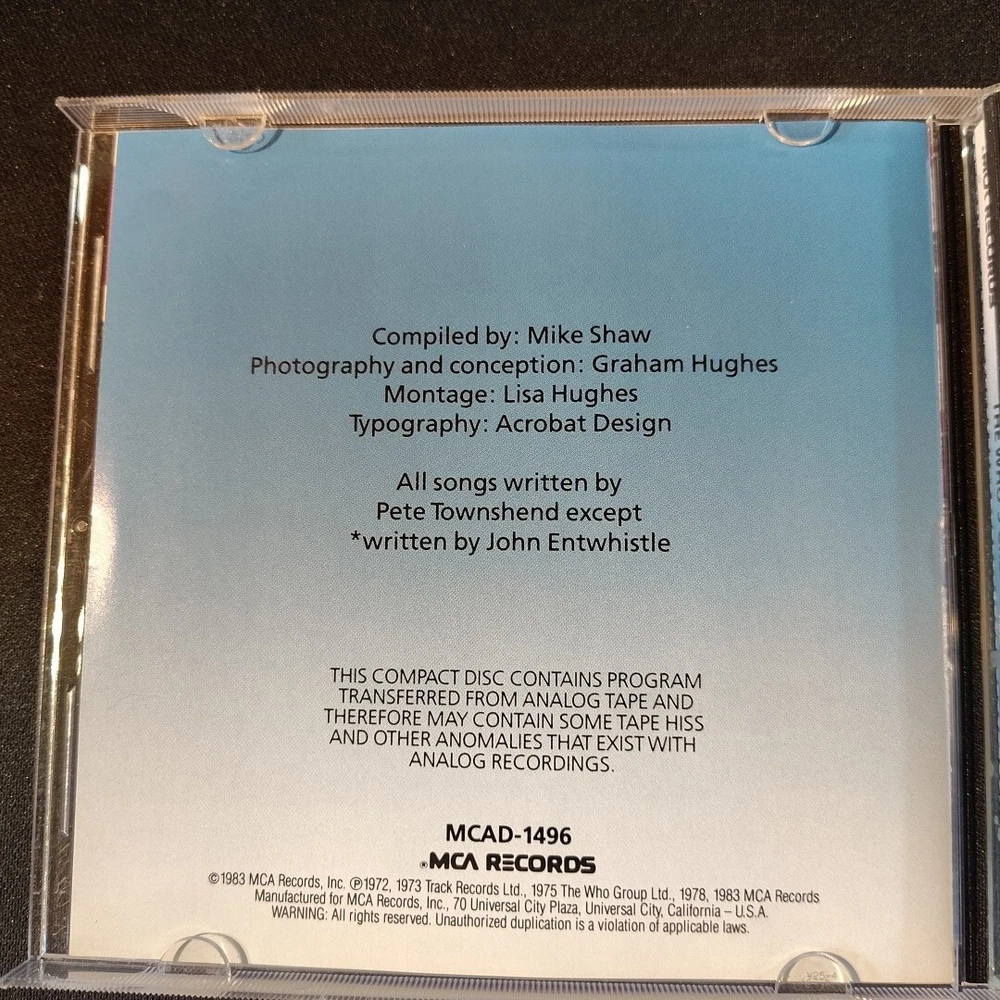 Compiled by: Mike Shaw
Photography and conception: Graham Hughes
Montage: Lisa Hughes
Typography: Acrobat Design
All songs written by
Pete Townshend except
*written by John Entwhistle
THIS COMPACT DISC CONTAINS PROGRAM
TRANSFERRED FROM ANALOG TAPE AND
THEREFORE MAY CONTAIN SOME TAPE HISS
AND OTHER ANOMALIES THAT EXIST WITH
ANALOG RECORDINGS.
MCAD-1496
MCA RECORDS
©1983 MCA Records, Inc. ℗1972, 1973 Track Records Ltd., 1975 The Who Group Ltd., 1978, 1983 MCA Records
Manufactured for MCA Records, Inc., 70 Universal City Plaza, Universal City, California – U.S.A.
WARNING: All rights reserved. Unauthorized duplication is a violation of applicable laws.